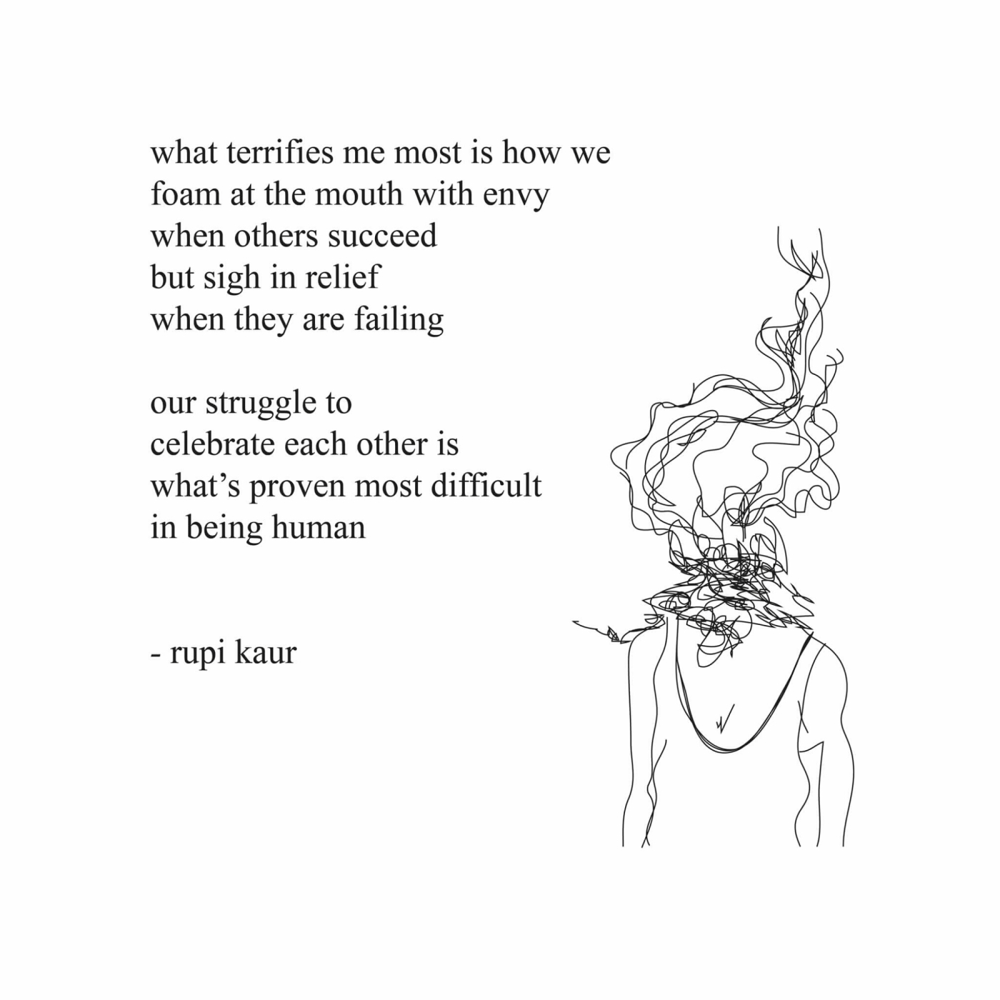 what terrifies me most is how we
foam at the mouth with envy
when others succeed
but sigh in relief
when they are failing
our struggle to
celebrate each other is
what’s proven most difficult
in being human
- rupi kaur